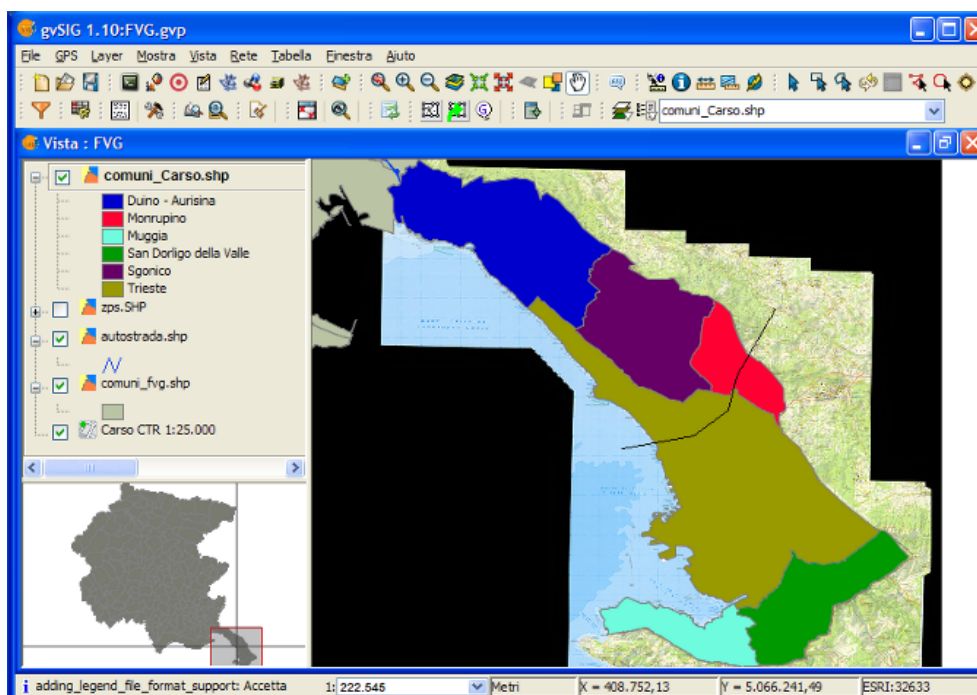 gvSIG 1.10:FVG.gvp
File GPS Layer Mostra Vista Rete Tabella Finestra Aiuto
comuni_Carso.shp
Vista : FVG
comuni_Carso.shp
Duino - Aurisina
Monrupino
Muggia
San Dorligo della Valle
Sgonico
Trieste
zps.SHP
autostrada.shp
comuni_fvg.shp
Carso CTR 1:25.000
adding_legend_file_format_support: Accetta 1: 222.545 Metri X = 408.752,13 Y = 5.066.241,49 ESRI:32633